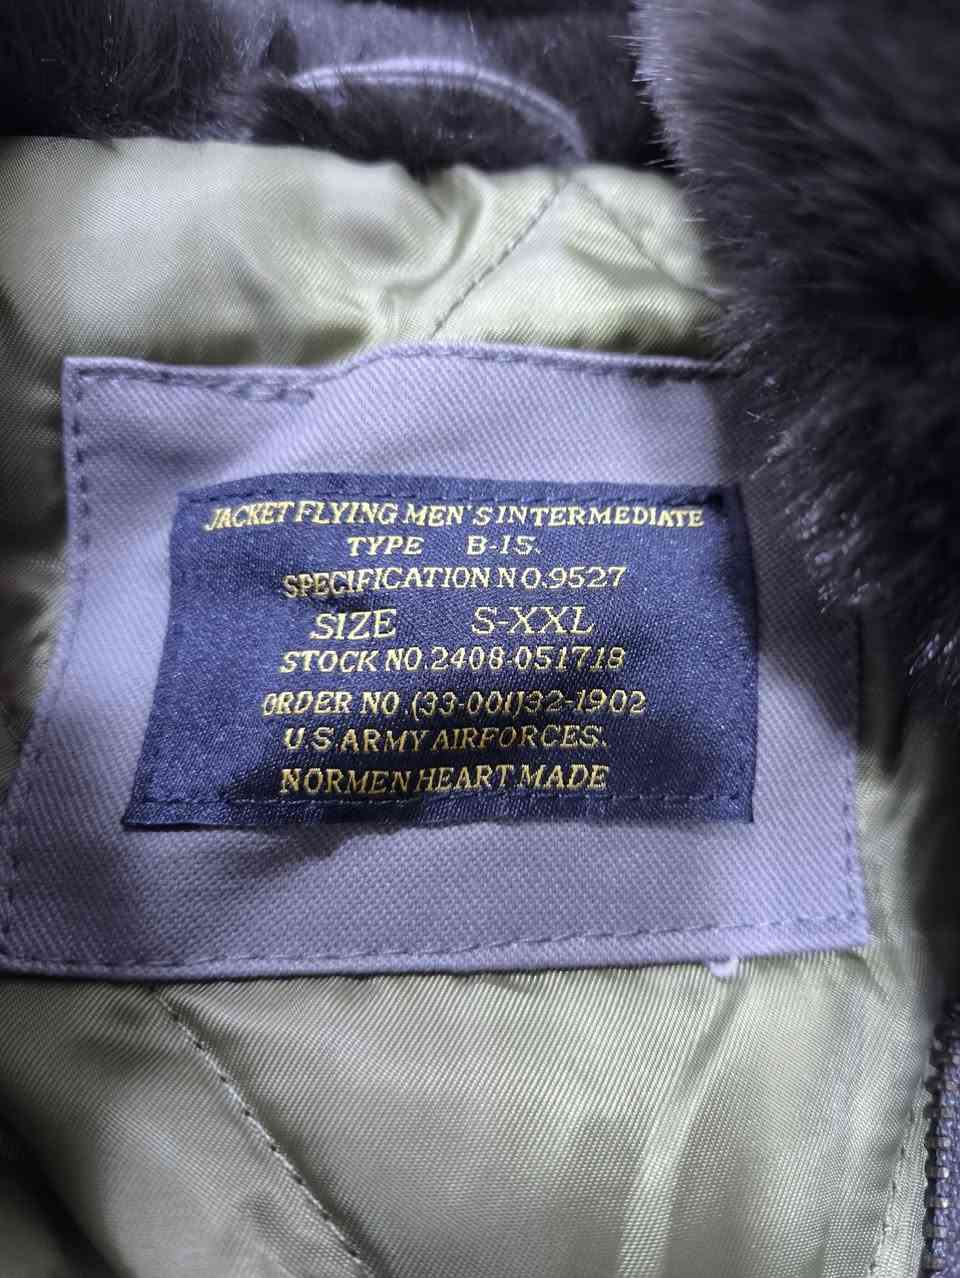 JACKET FLYING MEN'S INTERMEDIATE
TYPE B-15.
SPECIFICATION NO.9527
SIZE S-XXL
STOCK NO.2408-051718
ORDER NO.(33-001)32-1902
U.S.ARMY AIRFORCES.
NORMEN HEART MADE